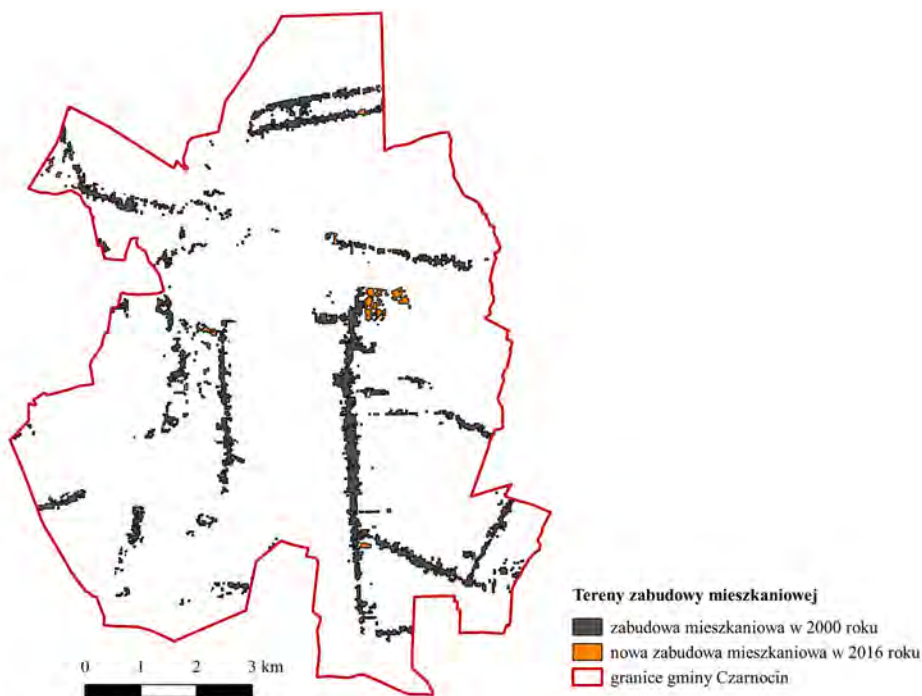 Tereny zabudowy mieszkaniowej
zabudowa mieszkaniowa w 2000 roku
nowa zabudowa mieszkaniowa w 2016 roku
granice gminy Czarnocin
0 1 2 3 km